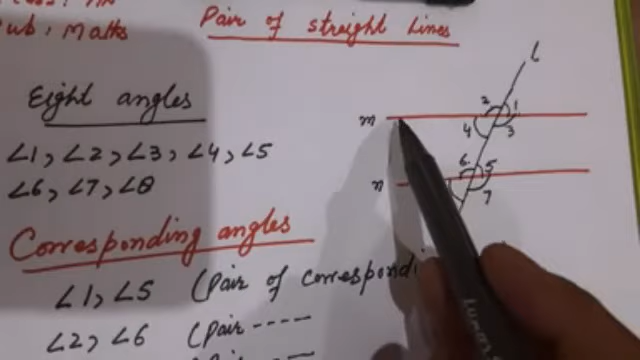 Sub: Maths
Pair of straight lines
Eight angles
∠1, ∠2, ∠3, ∠4, ∠5
∠6, ∠7, ∠8
Corresponding angles
∠1, ∠5 (Pair of correspondi
∠2, ∠6 (Pair ----
l
m
2 1
4 3
n
6 5
7